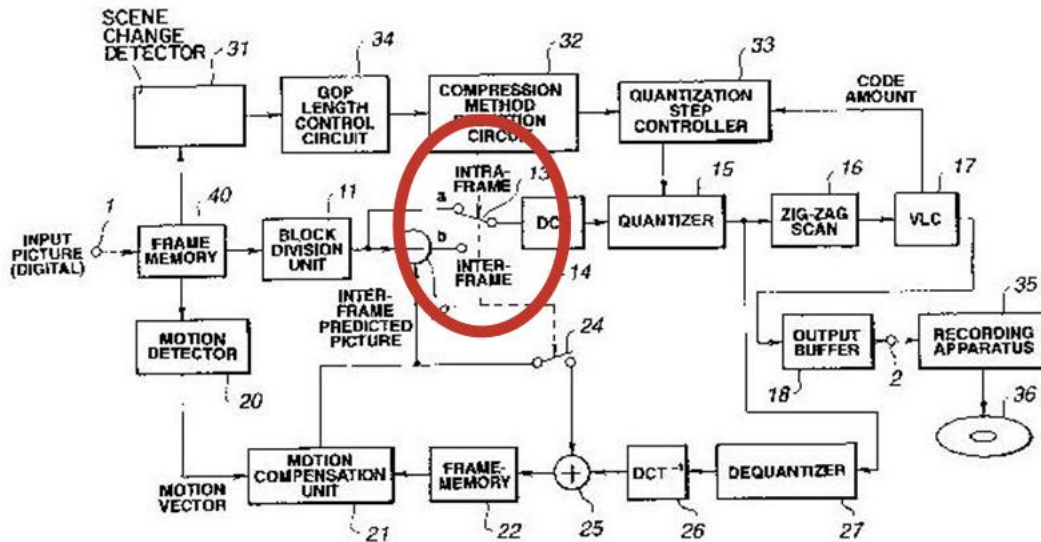 SCENE
CHANGE
DETECTOR
31
34
GOP
LENGTH
CONTROL
CIRCUIT
32
COMPRESSION
METHOD
CIRCUIT
33
QUANTIZATION
STEP
CONTROLLER
CODE
AMOUNT
1
INPUT
PICTURE
(DIGITAL)
40
FRAME
MEMORY
11
BLOCK
DIVISION
UNIT
a
b
INTRA-
FRAME
13
INTER-
FRAME
14
15
QUANTIZER
16
ZIG-ZAG
SCAN
17
VLC
INTER-
FRAME
PREDICTED
PICTURE
24
MOTION
DETECTOR
20
OUTPUT
BUFFER
18
2
35
RECORDING
APPARATUS
36
MOTION
VECTOR
MOTION
COMPENSATION
UNIT
21
FRAME-
MEMORY
22
+
25
DCT⁻¹
26
DEQUANTIZER
27